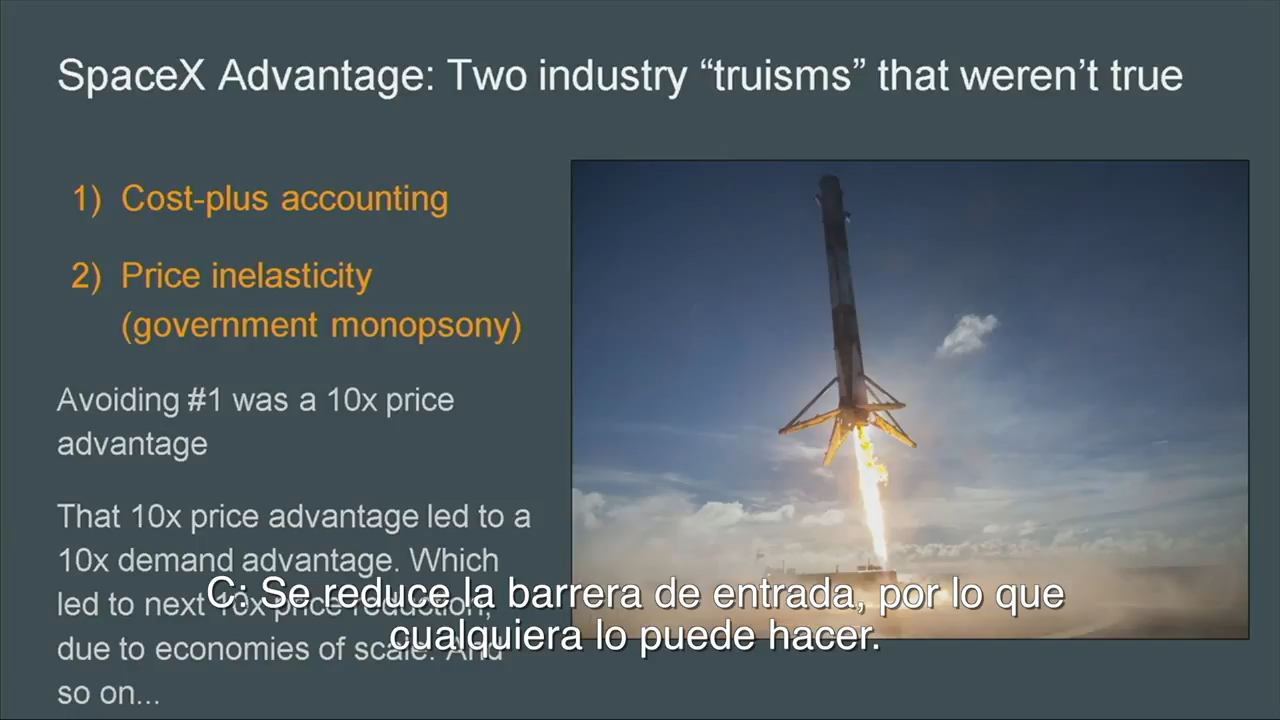 SpaceX Advantage: Two industry “truisms” that weren’t true
1) Cost-plus accounting
2) Price inelasticity
(government monopsony)
Avoiding #1 was a 10x price
advantage
That 10x price advantage led to a
10x demand advantage. Which
led to next 10x price reduction,
due to economies of scale. And
so on...
C: Se reduce la barrera de entrada, por lo que
cualquiera lo puede hacer.